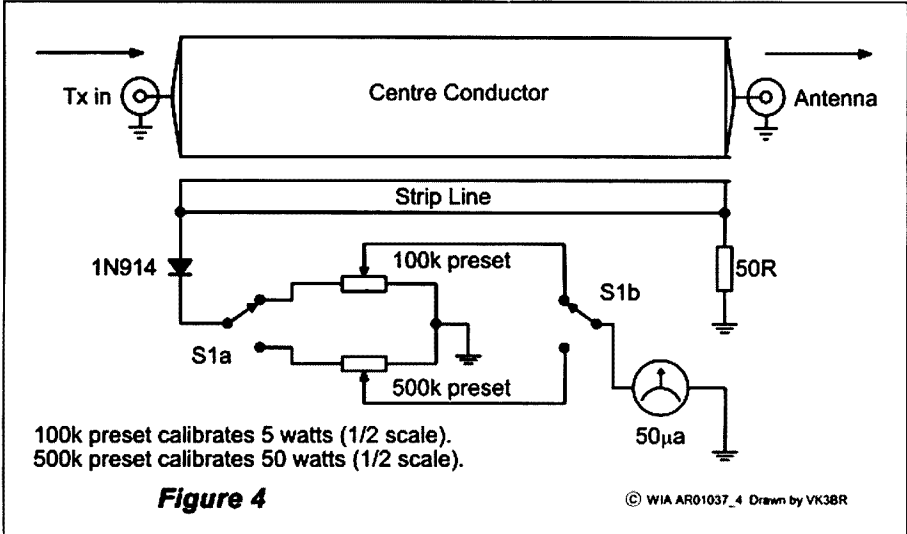 Tx in
Centre Conductor
Antenna
Strip Line
1N914
100k preset
50R
S1b
S1a
500k preset
50µa
100k preset calibrates 5 watts (1/2 scale).
500k preset calibrates 50 watts (1/2 scale).
Figure 4
© WIA AR01037_4 Drawn by VK3BR